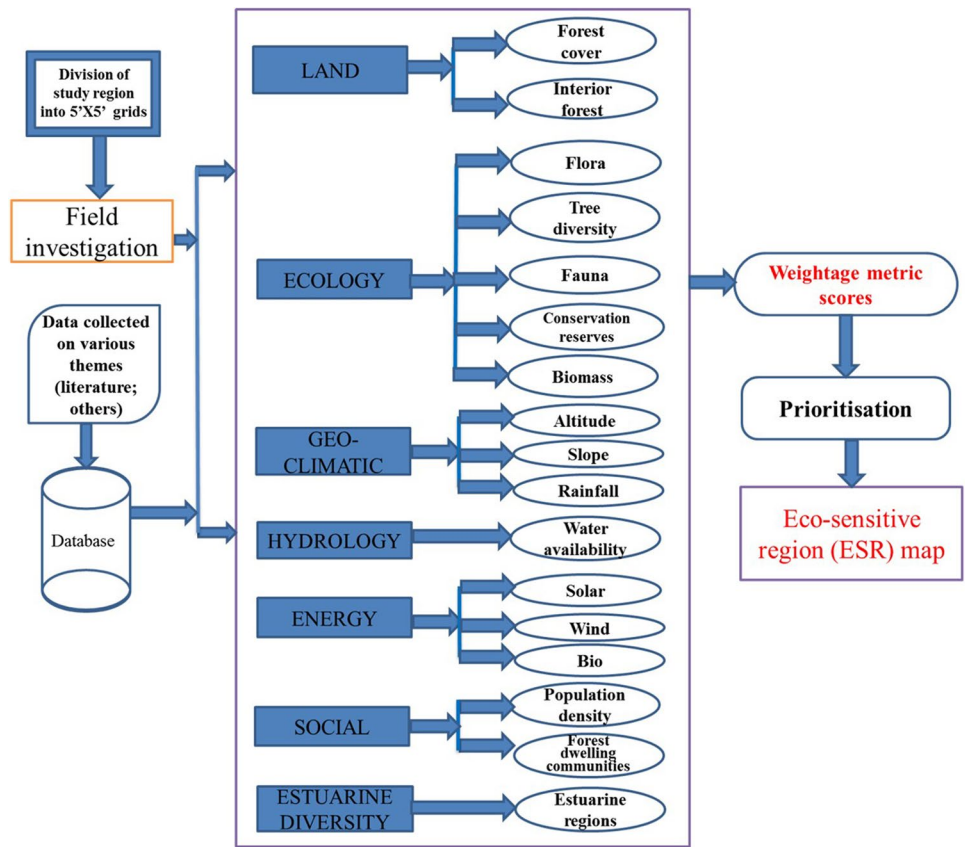 Division of
study region
into 5'X5' grids
Field
investigation
Data collected
on various
themes
(literature;
others)
Database
LAND
Forest
cover
Interior
forest
ECOLOGY
Flora
Tree
diversity
Fauna
Conservation
reserves
Biomass
GEO-
CLIMATIC
Altitude
Slope
Rainfall
HYDROLOGY
Water
availability
ENERGY
Solar
Wind
Bio
SOCIAL
Population
density
Forest
dwelling
communities
ESTUARINE
DIVERSITY
Estuarine
regions
Weightage metric
scores
Prioritisation
Eco-sensitive
region (ESR) map